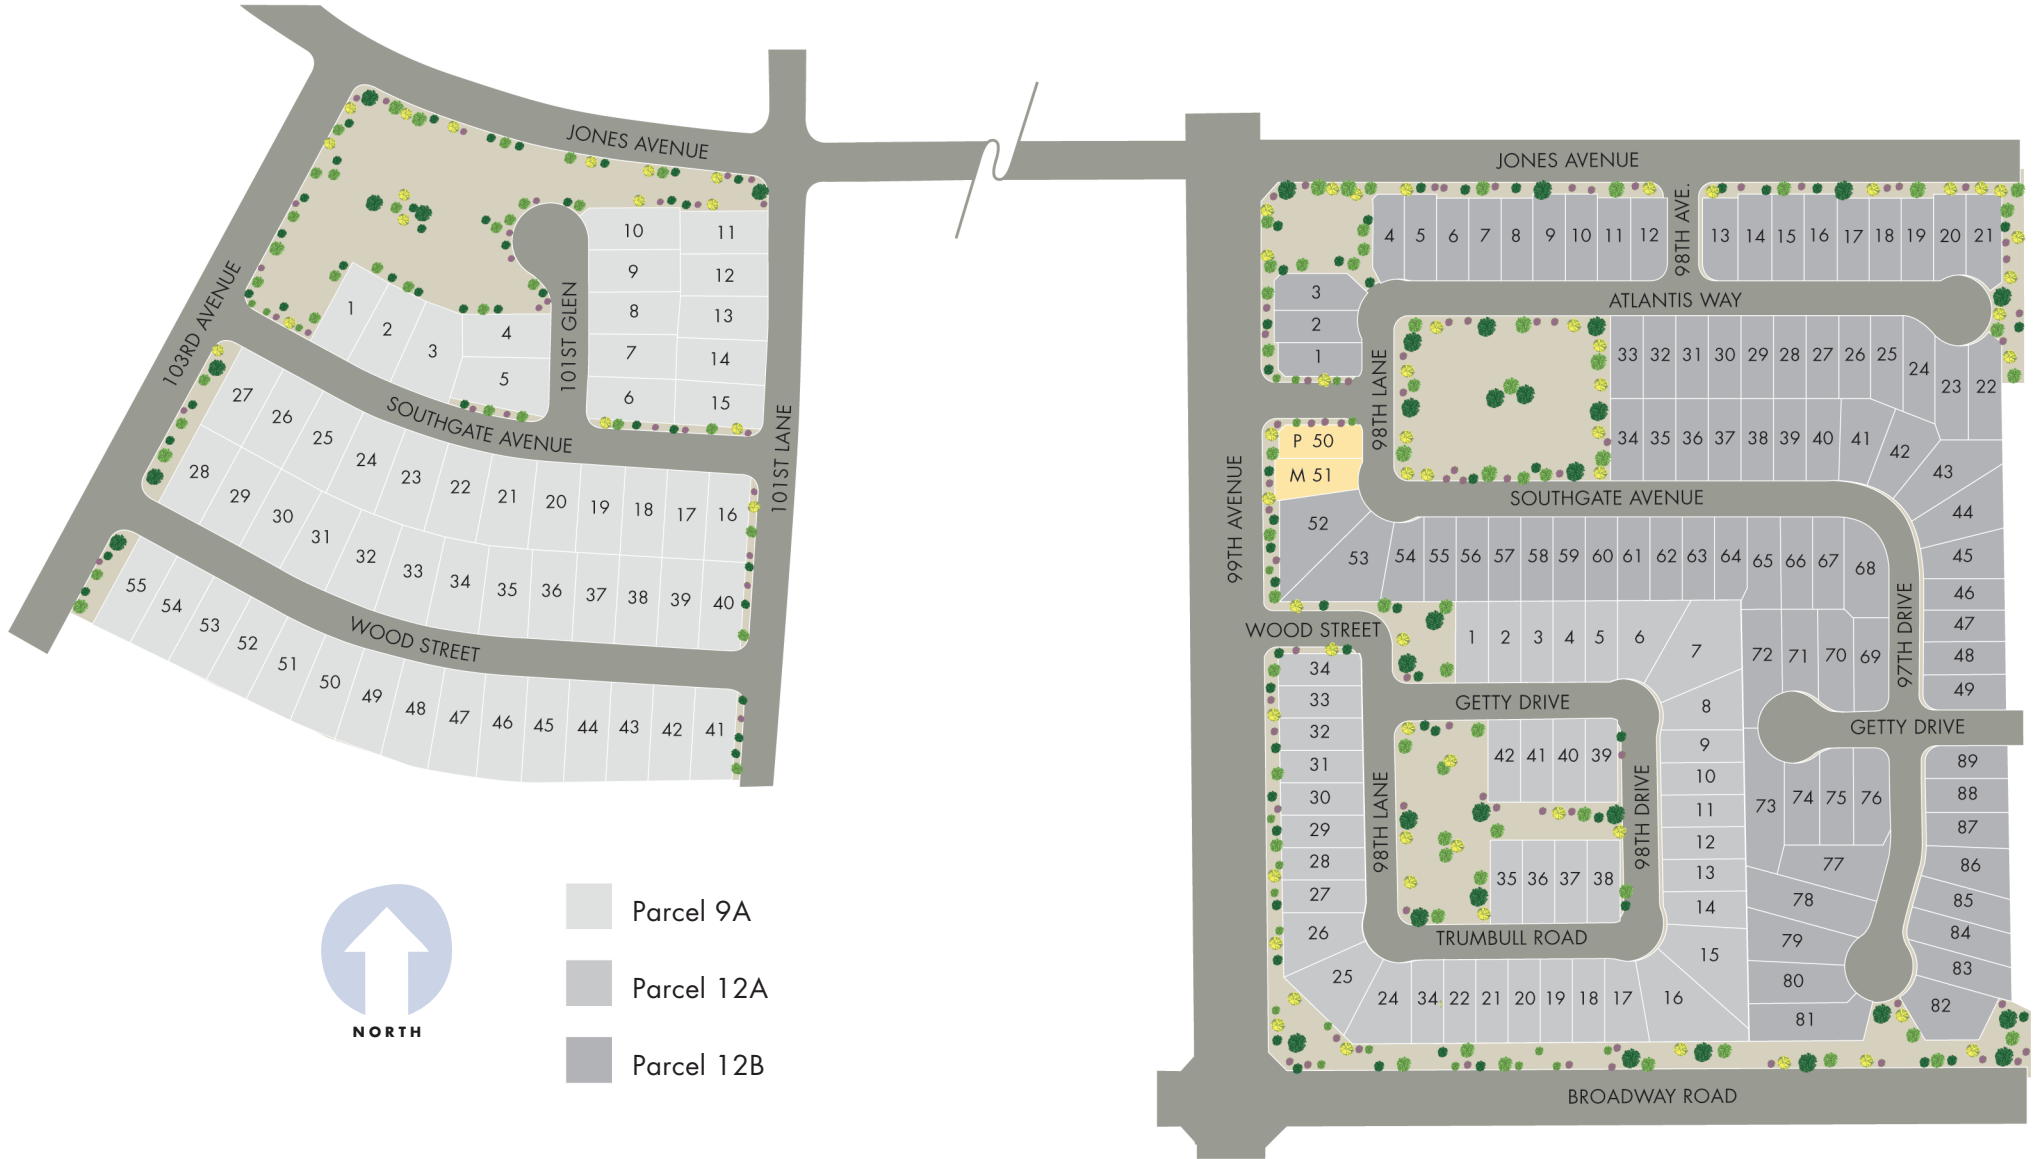 JONES AVENUE
103RD AVENUE
101ST GLEN
101ST LANE
SOUTHGATE AVENUE
WOOD STREET
10 11
9 12
8 13
7 14
6 15
1 2 3 4
5
27 26 25 24 23 22 21 20 19 18 17 16
28 29 30 31 32 33 34 35 36 37 38 39 40
55 54 53 52 51 50 49 48 47 46 45 44 43 42 41
NORTH
Parcel 9A
Parcel 12A
Parcel 12B
JONES AVENUE
98TH AVE.
4 5 6 7 8 9 10 11 12 13 14 15 16 17 18 19 20 21
ATLANTIS WAY
3
2
1
98TH LANE
33 32 31 30 29 28 27 26 25 24 23 22
34 35 36 37 38 39 40 41 42 43
44
45
46
47
48
49
P 50
M 51
52
53
SOUTHGATE AVENUE
99TH AVENUE
54 55 56 57 58 59 60 61 62 63 64 65 66 67 68
97TH DRIVE
WOOD STREET
1 2 3 4 5 6 7
72 71 70 69
8
9
10
11
12
13
14
15
16
GETTY DRIVE
GETTY DRIVE
34
33
32
31
30
29
28
27
26
25
98TH LANE
42 41 40 39
98TH DRIVE
35 36 37 38
TRUMBULL ROAD
24 34 22 21 20 19 18 17
73 74 75 76
77
78
79
80
81
89
88
87
86
85
84
83
82
BROADWAY ROAD